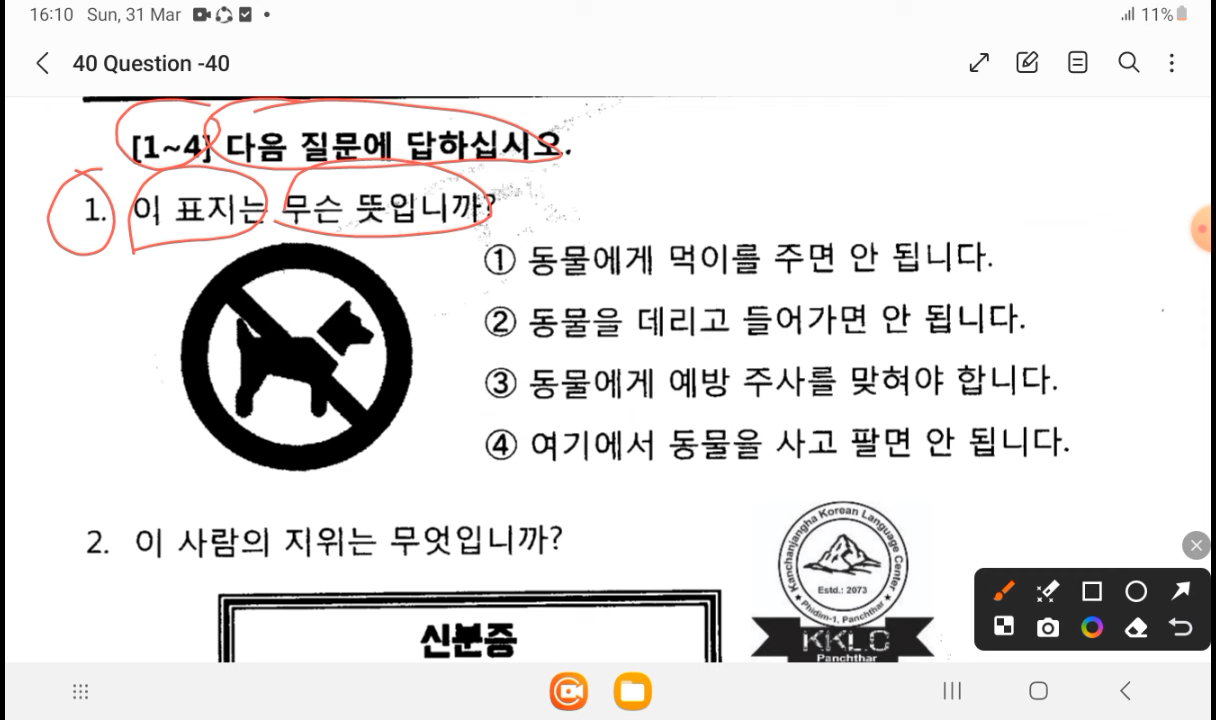 16:10 Sun, 31 Mar
11%
40 Question -40
[1~4] 다음 질문에 답하십시오.
1. 이 표지는 무슨 뜻입니까?
① 동물에게 먹이를 주면 안 됩니다.
② 동물을 데리고 들어가면 안 됩니다.
③ 동물에게 예방 주사를 맞혀야 합니다.
④ 여기에서 동물을 사고 팔면 안 됩니다.
2. 이 사람의 지위는 무엇입니까?
신분증
Kanchanjangha Korean Language Center
Estd.: 2073
Phidim-1, Panchthar
KKLC
Panchthar